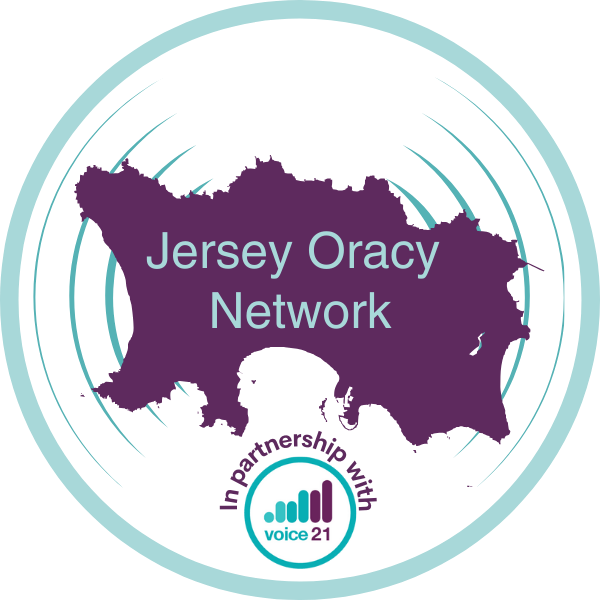 Jersey Oracy
Network
In partnership with
voice 21